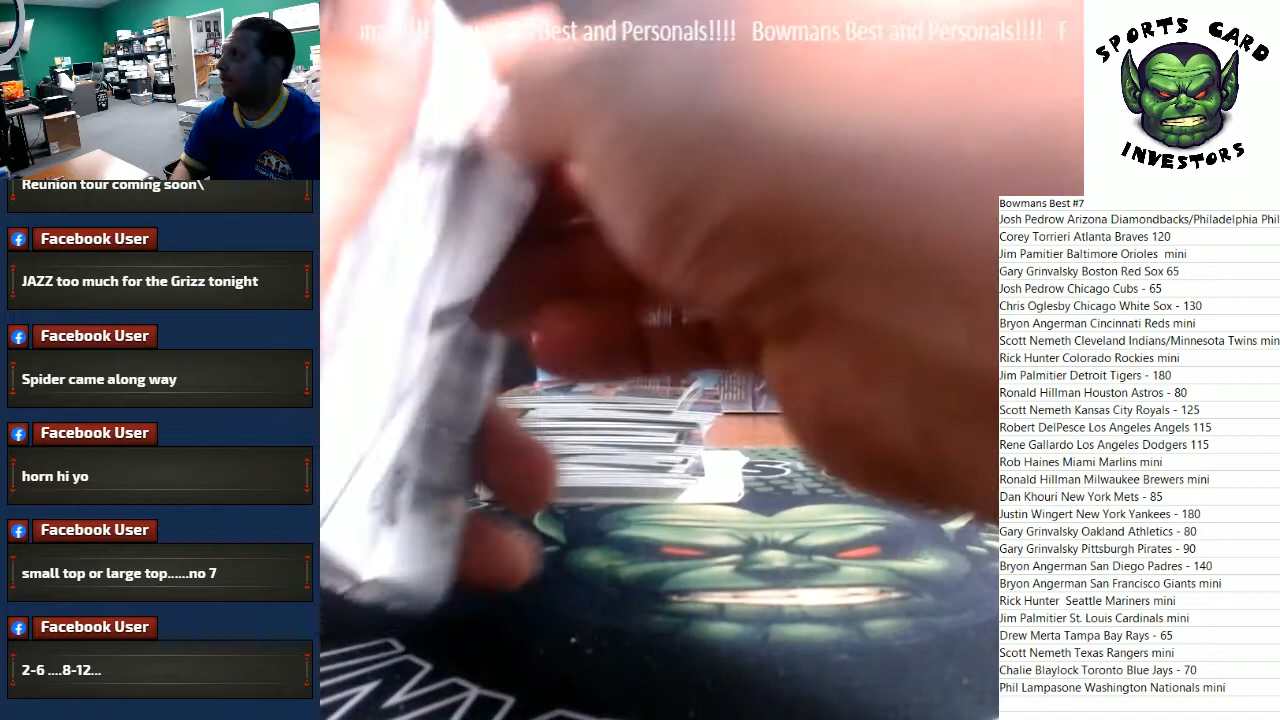 Best and Personals!!!! Bowmans Best and Personals!!!! F
SPORTS CARD
INVESTORS
Reunion tour coming soon\
Facebook User
JAZZ too much for the Grizz tonight
Facebook User
Spider came along way
Facebook User
horn hi yo
Facebook User
small top or large top......no 7
Facebook User
2-6 ....8-12...
Bowmans Best #7
Josh Pedrow Arizona Diamondbacks/Philadelphia Phil
Corey Torrieri Atlanta Braves 120
Jim Pamitier Baltimore Orioles mini
Gary Grinvalsky Boston Red Sox 65
Josh Pedrow Chicago Cubs - 65
Chris Oglesby Chicago White Sox - 130
Bryon Angerman Cincinnati Reds mini
Scott Nemeth Cleveland Indians/Minnesota Twins min
Rick Hunter Colorado Rockies mini
Jim Palmitier Detroit Tigers - 180
Ronald Hillman Houston Astros - 80
Scott Nemeth Kansas City Royals - 125
Robert DelPesce Los Angeles Angels 115
Rene Gallardo Los Angeles Dodgers 115
Rob Haines Miami Marlins mini
Ronald Hillman Milwaukee Brewers mini
Dan Khouri New York Mets - 85
Justin Wingert New York Yankees - 180
Gary Grinvalsky Oakland Athletics - 80
Gary Grinvalsky Pittsburgh Pirates - 90
Bryon Angerman San Diego Padres - 140
Bryon Angerman San Francisco Giants mini
Rick Hunter Seattle Mariners mini
Jim Palmitier St. Louis Cardinals mini
Drew Merta Tampa Bay Rays - 65
Scott Nemeth Texas Rangers mini
Chalie Blaylock Toronto Blue Jays - 70
Phil Lampasone Washington Nationals mini